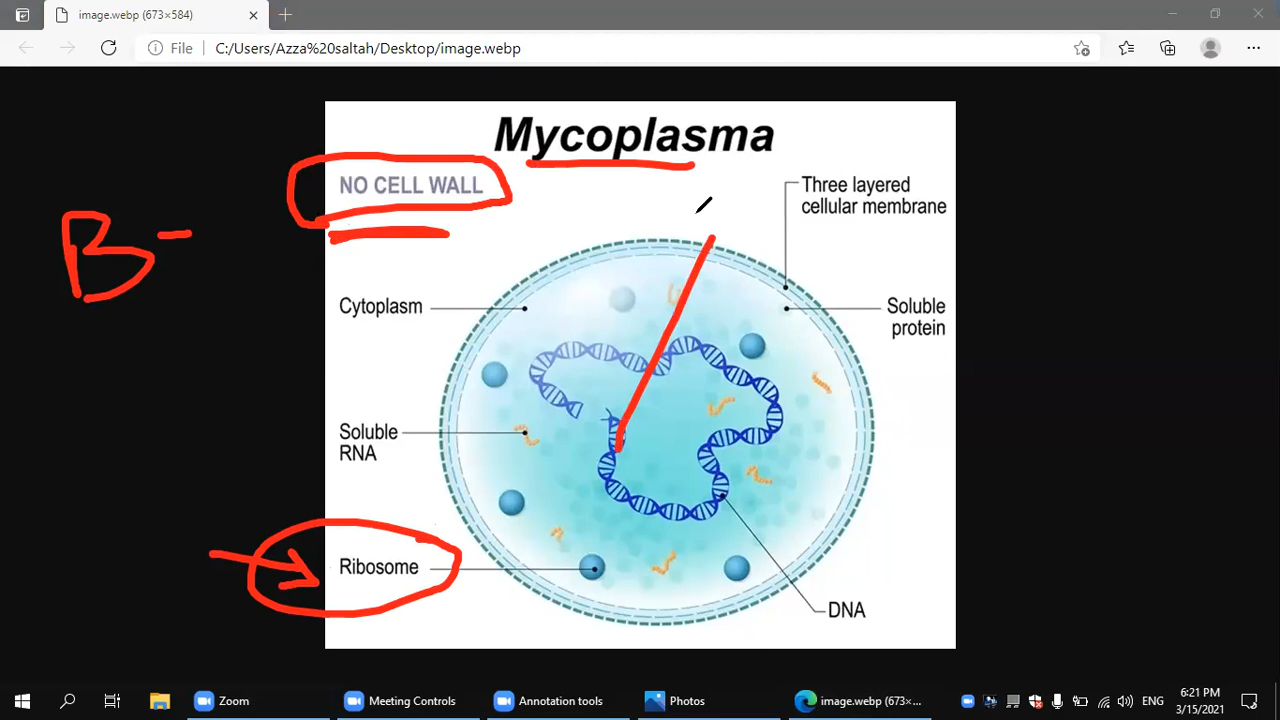 image.webp (673×584)
File
C:/Users/Azza%20saltah/Desktop/image.webp
Mycoplasma
NO CELL WALL
Three layered
cellular membrane
B-
Cytoplasm
Soluble
protein
Soluble
RNA
Ribosome
DNA
Zoom
Meeting Controls
Annotation tools
Photos
image.webp (673×...
ENG
6:21 PM
3/15/2021